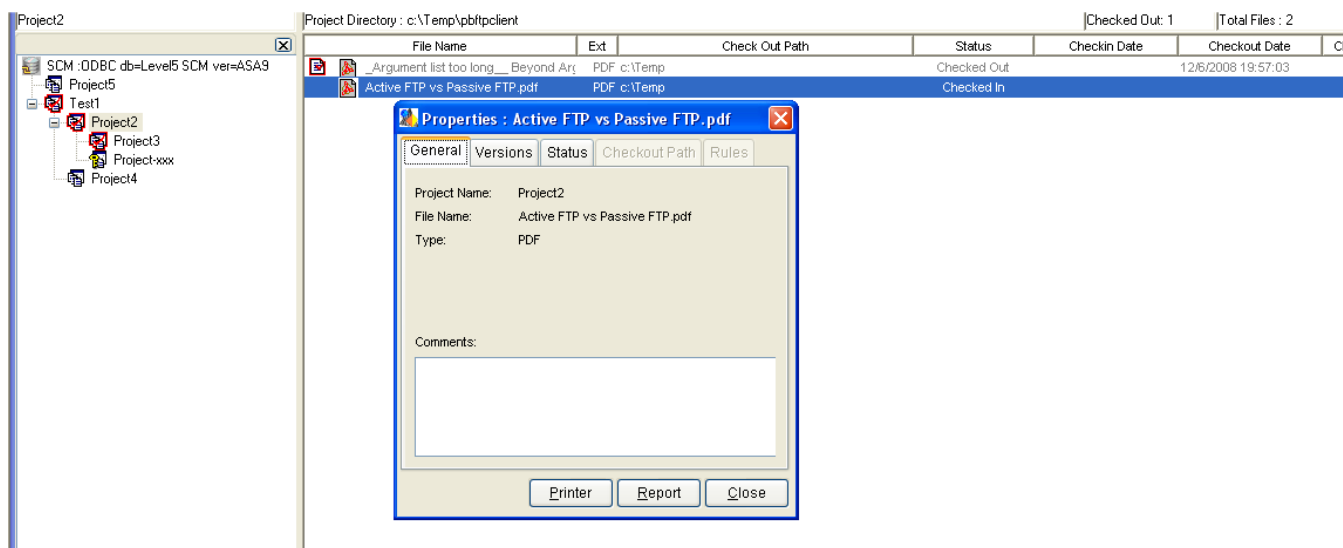 Project2 Project Directory : c:\Temp\pbftpclient Checked Out: 1 Total Files : 2
File Name Ext Check Out Path Status Checkin Date Checkout Date
SCM :ODBC db=Level5 SCM ver=ASA9
Project5
Test1
Project2
Project3
Project-xxx
Project4
_Argument list too long__ Beyond Arg PDF c:\Temp Checked Out 12/6/2008 19:57:03
Active FTP vs Passive FTP.pdf PDF c:\Temp Checked In
Properties : Active FTP vs Passive FTP.pdf
General Versions Status Checkout Path Rules
Project Name: Project2
File Name: Active FTP vs Passive FTP.pdf
Type: PDF
Comments:
Printer Report Close